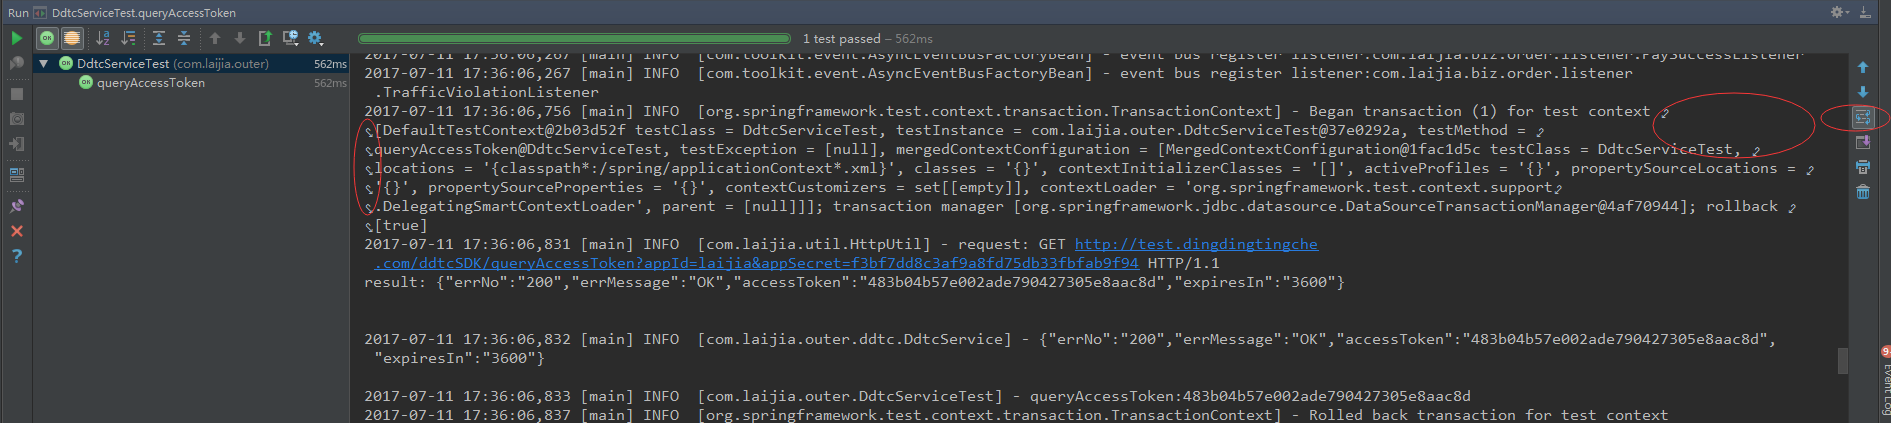 Run DdtcServiceTest.queryAccessToken
1 test passed – 562ms
DdtcServiceTest (com.laijia.outer) 562ms
queryAccessToken 562ms
2017-07-11 17:36:06,267 [main] INFO  [com.toolkit.event.AsyncEventBusFactoryBean] - event bus register listener:com.laijia.biz.order.listener.PaySuccessListener
2017-07-11 17:36:06,267 [main] INFO  [com.toolkit.event.AsyncEventBusFactoryBean] - event bus register listener:com.laijia.biz.order.listener
.TrafficViolationListener
2017-07-11 17:36:06,756 [main] INFO  [org.springframework.test.context.transaction.TransactionContext] - Began transaction (1) for test context
[DefaultTestContext@2b03d52f testClass = DdtcServiceTest, testInstance = com.laijia.outer.DdtcServiceTest@37e0292a, testMethod =
queryAccessToken@DdtcServiceTest, testException = [null], mergedContextConfiguration = [MergedContextConfiguration@1fac1d5c testClass = DdtcServiceTest,
locations = '{classpath*:/spring/applicationContext*.xml}', classes = '{}', contextInitializerClasses = '[]', activeProfiles = '{}', propertySourceLocations =
'{}', propertySourceProperties = '{}', contextCustomizers = set[[empty]], contextLoader = 'org.springframework.test.context.support
.DelegatingSmartContextLoader', parent = [null]]]; transaction manager [org.springframework.jdbc.datasource.DataSourceTransactionManager@4af70944]; rollback
[true]
2017-07-11 17:36:06,831 [main] INFO  [com.laijia.util.HttpUtil] - request: GET http://test.dingdingtingche
.com/ddtcSDK/queryAccessToken?appId=laijia&appSecret=f3bf7dd8c3af9a8fd75db33fbfab9f94 HTTP/1.1
result: {"errNo":"200","errMessage":"OK","accessToken":"483b04b57e002ade790427305e8aac8d","expiresIn":"3600"}
2017-07-11 17:36:06,832 [main] INFO  [com.laijia.outer.ddtc.DdtcService] - {"errNo":"200","errMessage":"OK","accessToken":"483b04b57e002ade790427305e8aac8d",
"expiresIn":"3600"}
2017-07-11 17:36:06,833 [main] INFO  [com.laijia.outer.DdtcServiceTest] - queryAccessToken:483b04b57e002ade790427305e8aac8d
2017-07-11 17:36:06,837 [main] INFO  [org.springframework.test.context.transaction.TransactionContext] - Rolled back transaction for test context
Event Log